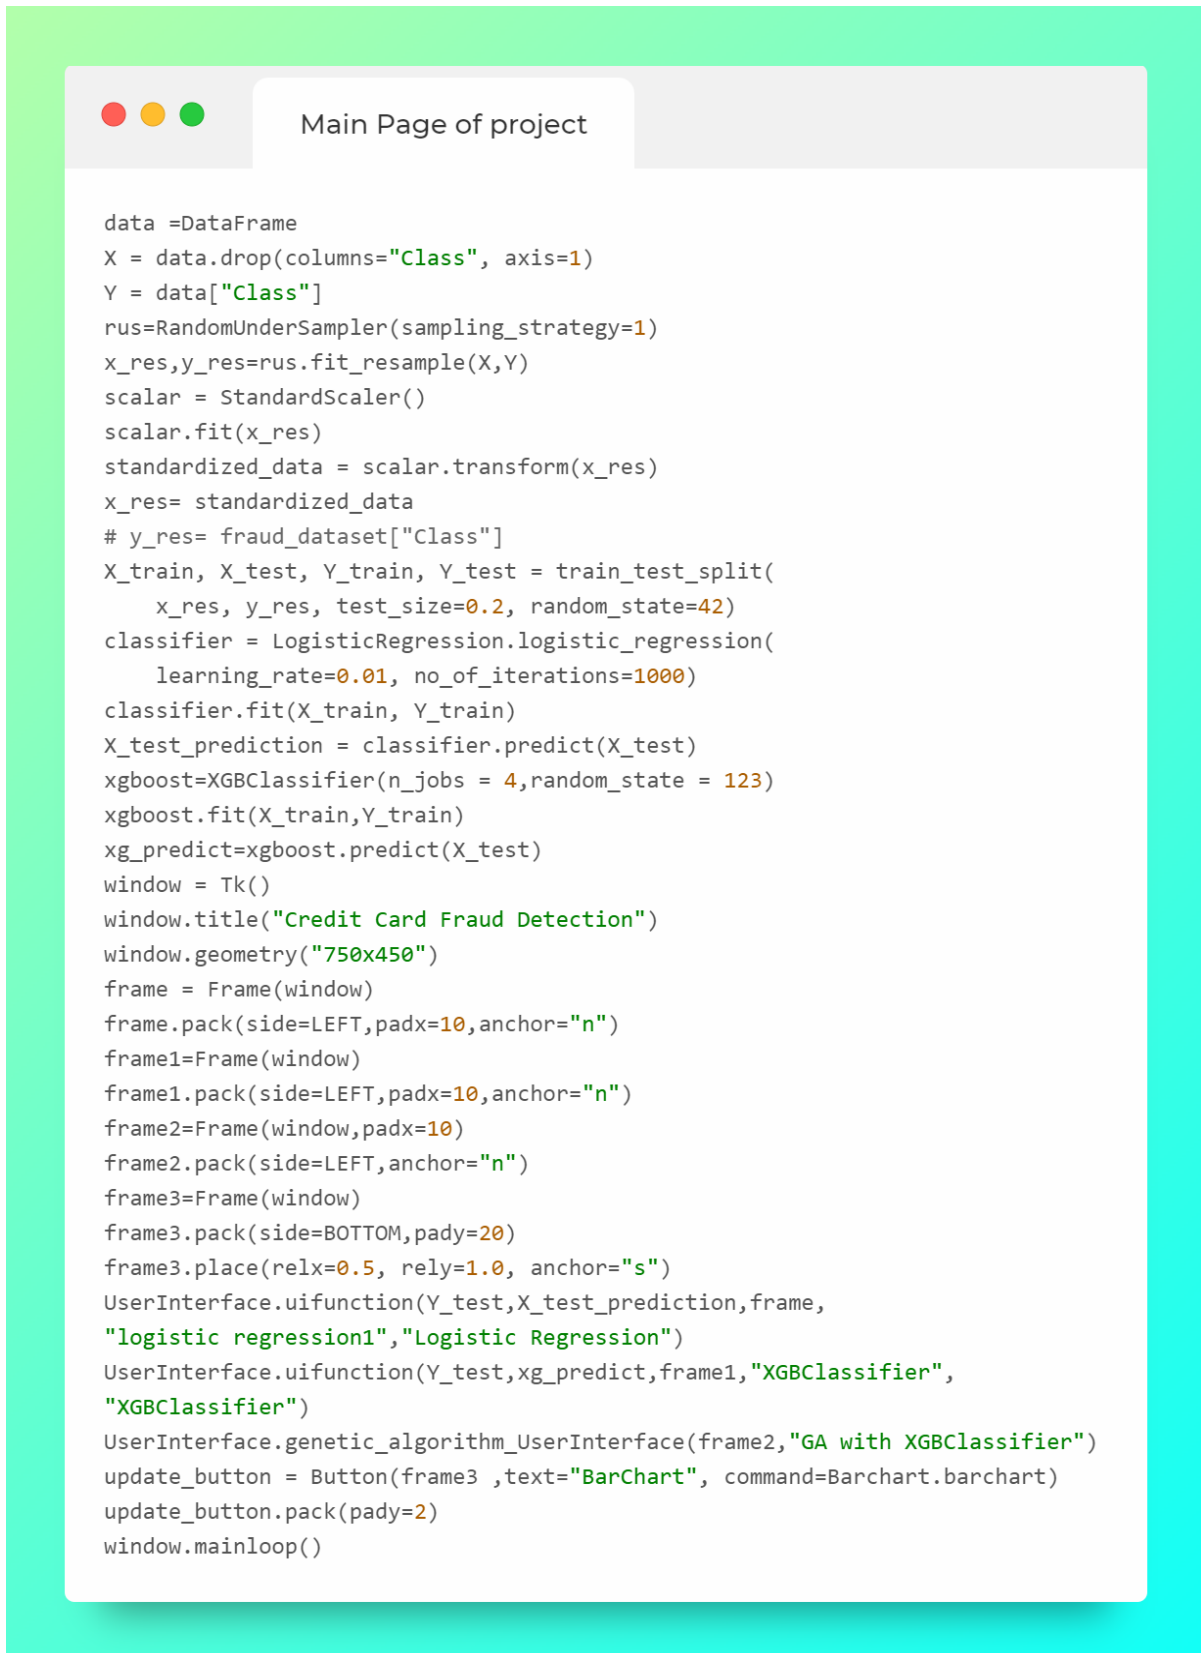 Main Page of project
data =DataFrame
X = data.drop(columns="Class", axis=1)
Y = data["Class"]
rus=RandomUnderSampler(sampling_strategy=1)
x_res,y_res=rus.fit_resample(X,Y)
scalar = StandardScaler()
scalar.fit(x_res)
standardized_data = scalar.transform(x_res)
x_res= standardized_data
# y_res= fraud_dataset["Class"]
X_train, X_test, Y_train, Y_test = train_test_split(
    x_res, y_res, test_size=0.2, random_state=42)
classifier = LogisticRegression.logistic_regression(
    learning_rate=0.01, no_of_iterations=1000)
classifier.fit(X_train, Y_train)
X_test_prediction = classifier.predict(X_test)
xgboost=XGBClassifier(n_jobs = 4,random_state = 123)
xgboost.fit(X_train,Y_train)
xg_predict=xgboost.predict(X_test)
window = Tk()
window.title("Credit Card Fraud Detection")
window.geometry("750x450")
frame = Frame(window)
frame.pack(side=LEFT,padx=10,anchor="n")
frame1=Frame(window)
frame1.pack(side=LEFT,padx=10,anchor="n")
frame2=Frame(window,padx=10)
frame2.pack(side=LEFT,anchor="n")
frame3=Frame(window)
frame3.pack(side=BOTTOM,pady=20)
frame3.place(relx=0.5, rely=1.0, anchor="s")
UserInterface.uifunction(Y_test,X_test_prediction,frame,
"logistic regression1","Logistic Regression")
UserInterface.uifunction(Y_test,xg_predict,frame1,"XGBClassifier",
"XGBClassifier")
UserInterface.genetic_algorithm_UserInterface(frame2,"GA with XGBClassifier")
update_button = Button(frame3 ,text="BarChart", command=Barchart.barchart)
update_button.pack(pady=2)
window.mainloop()